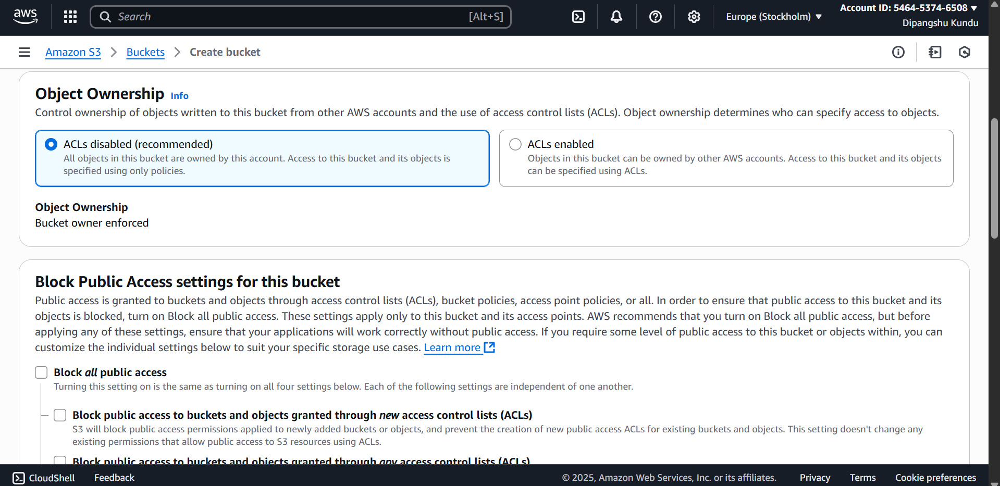 aws
Search [Alt+S]
Europe (Stockholm)
Account ID: 5464-5374-6508
Dipangshu Kundu
Amazon S3 > Buckets > Create bucket
Object Ownership Info
Control ownership of objects written to this bucket from other AWS accounts and the use of access control lists (ACLs). Object ownership determines who can specify access to objects.
ACLs disabled (recommended)
All objects in this bucket are owned by this account. Access to this bucket and its objects is
specified using only policies.
ACLs enabled
Objects in this bucket can be owned by other AWS accounts. Access to this bucket and its objects
can be specified using ACLs.
Object Ownership
Bucket owner enforced
Block Public Access settings for this bucket
Public access is granted to buckets and objects through access control lists (ACLs), bucket policies, access point policies, or all. In order to ensure that public access to this bucket and its
objects is blocked, turn on Block all public access. These settings apply only to this bucket and its access points. AWS recommends that you turn on Block all public access, but before
applying any of these settings, ensure that your applications will work correctly without public access. If you require some level of public access to this bucket or objects within, you can
customize the individual settings below to suit your specific storage use cases. Learn more
Block all public access
Turning this setting on is the same as turning on all four settings below. Each of the following settings are independent of one another.
Block public access to buckets and objects granted through new access control lists (ACLs)
S3 will block public access permissions applied to newly added buckets or objects, and prevent the creation of new public access ACLs for existing buckets and objects. This setting doesn't change any
existing permissions that allow public access to S3 resources using ACLs.
Block public access to buckets and objects granted through any access control lists (ACLs)
CloudShell Feedback © 2025, Amazon Web Services, Inc. or its affiliates. Privacy Terms Cookie preferences